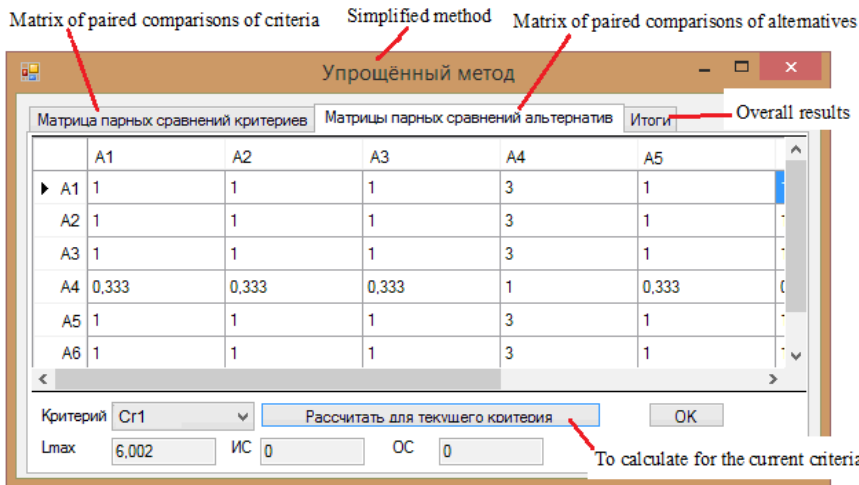 Matrix of paired comparisons of criteria Simplified method Matrix of paired comparisons of alternatives
Упрощённый метод
Матрица парных сравнений критериев Матрицы парных сравнений альтернатив Итоги Overall results
A1 A2 A3 A4 A5
A1 1 1 1 3 1
A2 1 1 1 3 1
A3 1 1 1 3 1
A4 0,333 0,333 0,333 1 0,333
A5 1 1 1 3 1
A6 1 1 1 3 1
Критерий Cr1 Рассчитать для текущего критерия OK
Lmax 6,002 ИС 0 ОС 0
To calculate for the current criteria